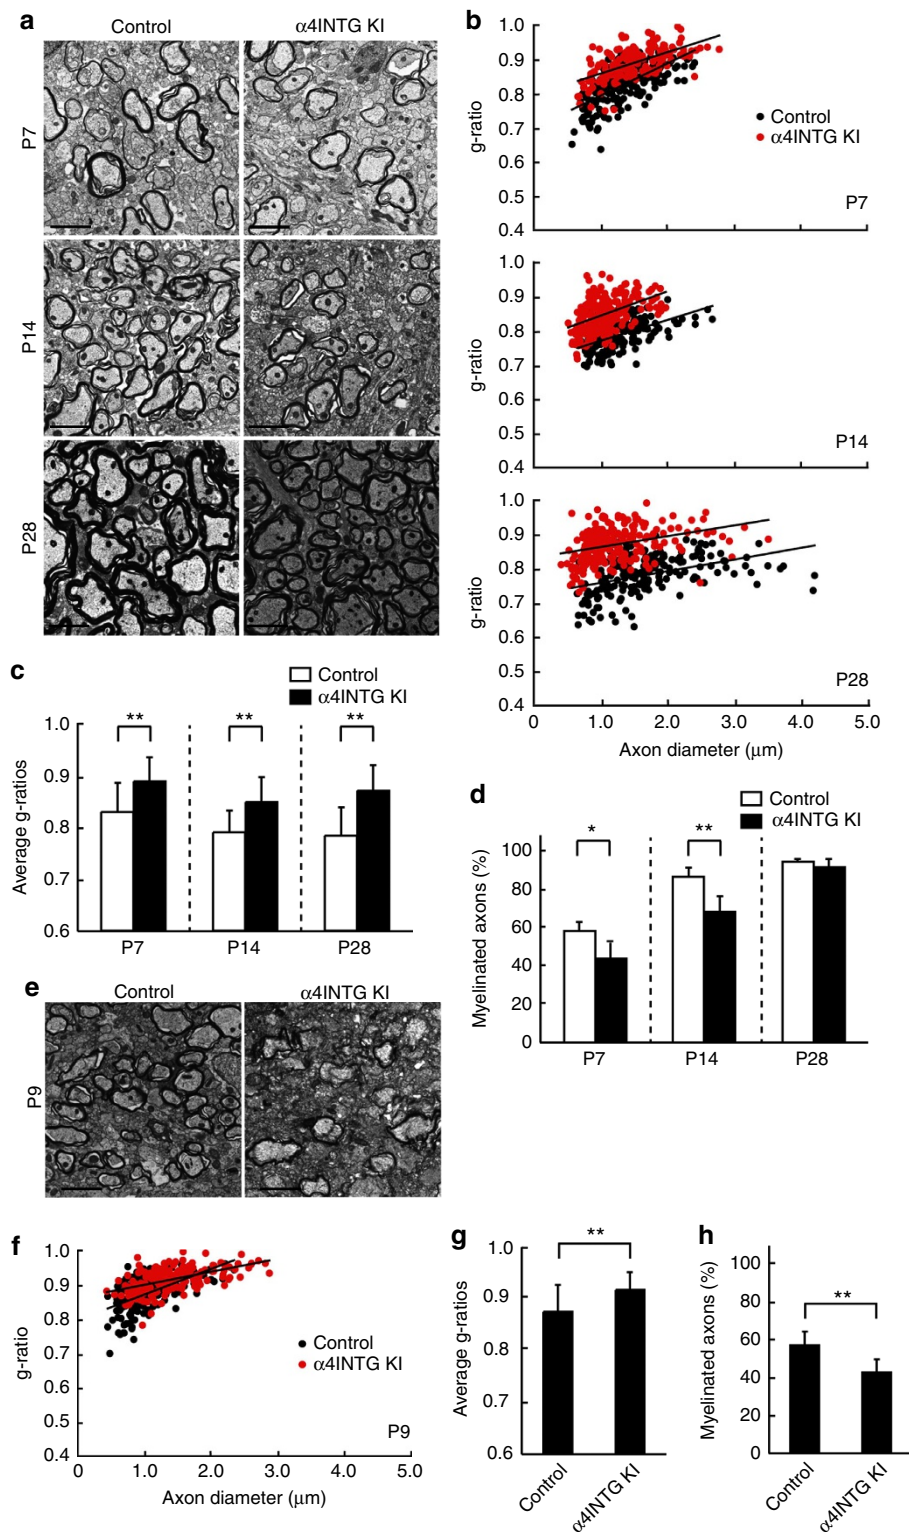 a
Control
α4INTG KI
P7
P14
P28
b
1.0
0.9
0.8
0.7
0.6
0.5
0.4
g-ratio
Control
α4INTG KI
P7
1.0
0.9
0.8
0.7
0.6
0.5
0.4
g-ratio
P14
1.0
0.9
0.8
0.7
0.6
0.5
0.4
g-ratio
P28
0 1.0 2.0 3.0 4.0 5.0
Axon diameter (μm)
c
Control
α4INTG KI
1.0
0.9
0.8
0.7
0.6
Average g-ratios
** ** **
P7 P14 P28
d
Control
α4INTG KI
100
80
60
40
20
0
Myelinated axons (%)
* **
P7 P14 P28
e
Control
α4INTG KI
P9
f
1.0
0.9
0.8
0.7
0.6
0.5
0.4
g-ratio
Control
α4INTG KI
P9
0 1.0 2.0 3.0 4.0 5.0
Axon diameter (μm)
g
1.0
0.9
0.8
0.7
0.6
Average g-ratios
**
Control
α4INTG KI
h
100
80
60
40
20
0
Myelinated axons (%)
**
Control
α4INTG KI